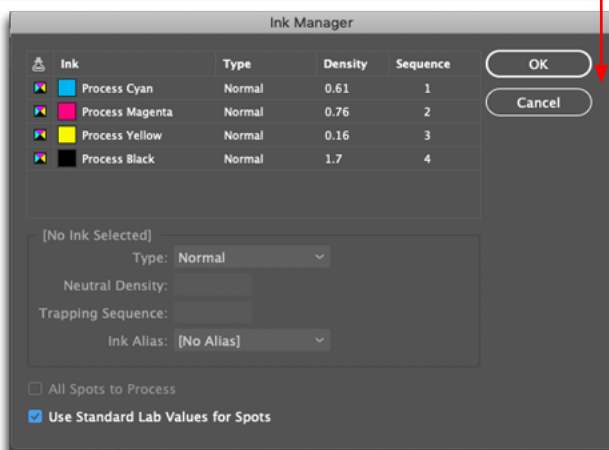 Ink Manager
Ink Type Density Sequence
Process Cyan Normal 0.61 1
Process Magenta Normal 0.76 2
Process Yellow Normal 0.16 3
Process Black Normal 1.7 4
OK
Cancel
[No Ink Selected]
Type: Normal
Neutral Density:
Trapping Sequence:
Ink Alias: [No Alias]
All Spots to Process
Use Standard Lab Values for Spots